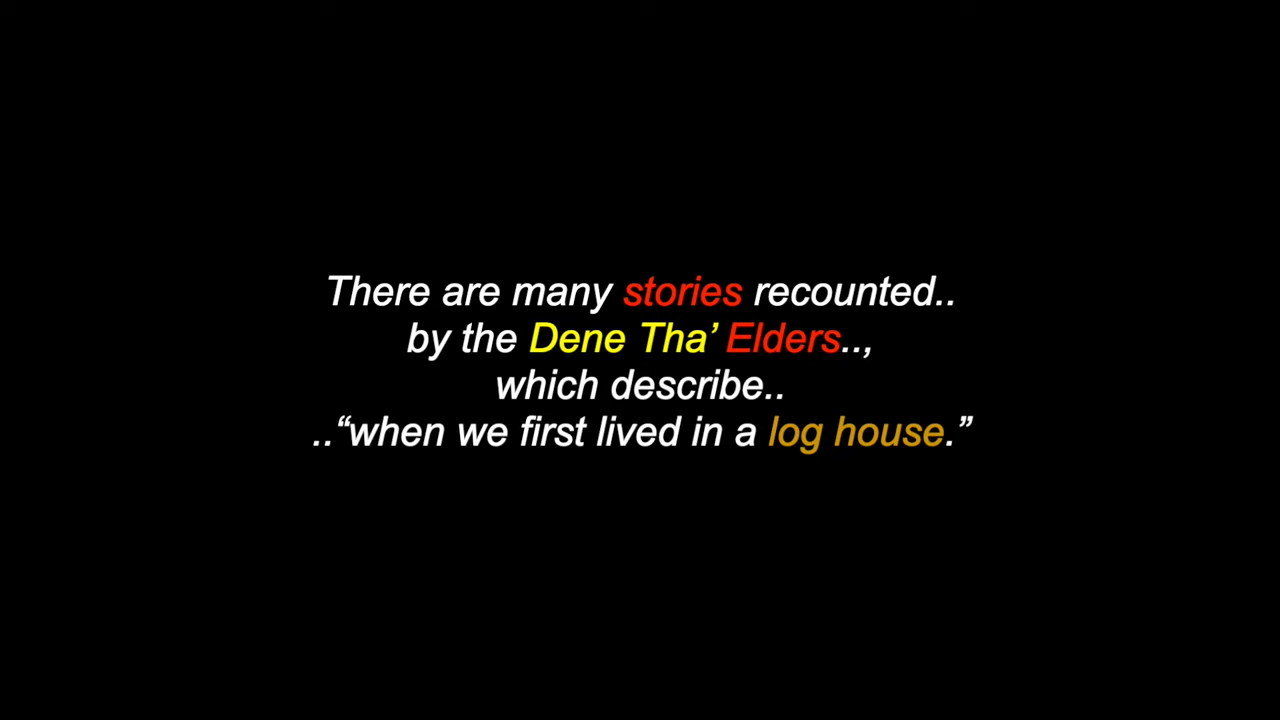 There are many stories recounted..
by the Dene Tha’ Elders..,
which describe..
..“when we first lived in a log house.”